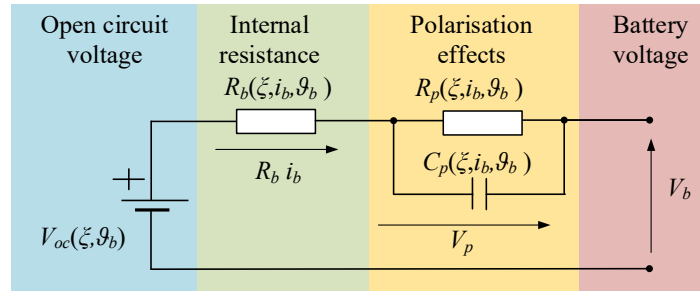 Open circuit
voltage
Internal
resistance
Polarisation
effects
Battery
voltage
R_b(ξ,i_b,ϑ_b )
R_p(ξ,i_b,ϑ_b)
C_p(ξ,i_b,ϑ_b)
+
R_b i_b
V_b
V_oc(ξ,ϑ_b)
V_p